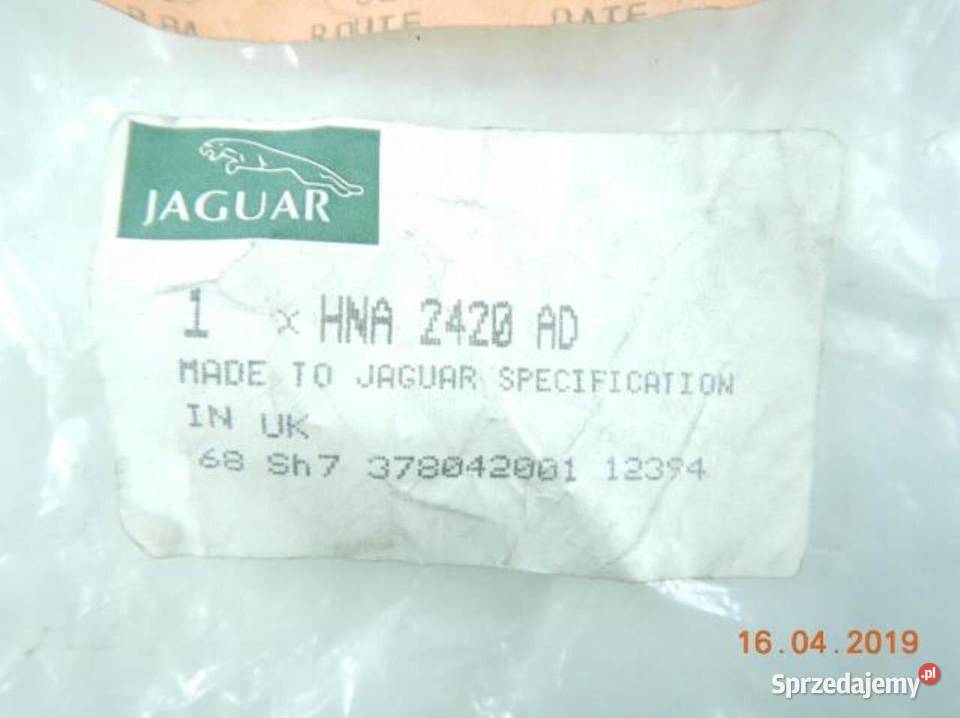 ROUTE DATE
JAGUAR
1 x HNA 2420 AD
MADE TO JAGUAR SPECIFICATION
IN UK
68 Sh7 378042001 12394
16.04.2019
Sprzedajemy.pl